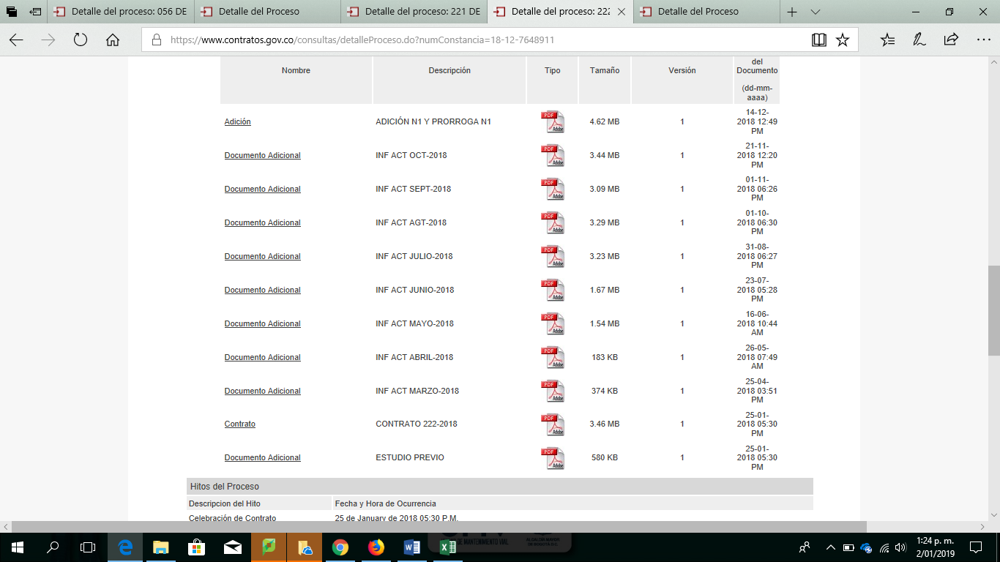 Detalle del proceso: 056 DE
Detalle del Proceso
Detalle del proceso: 221 DE
Detalle del proceso: 222
Detalle del Proceso
https://www.contratos.gov.co/consultas/detalleProceso.do?numConstancia=18-12-7648911
Nombre
Descripción
Tipo
Tamaño
Versión
del
Documento
(dd-mm-
aaaa)
Adición
ADICIÓN N1 Y PRORROGA N1
PDF
Adobe
4.62 MB
1
14-12-
2018 12:49
PM
Documento Adicional
INF ACT OCT-2018
PDF
Adobe
3.44 MB
1
21-11-
2018 12:20
PM
Documento Adicional
INF ACT SEPT-2018
PDF
Adobe
3.09 MB
1
01-11-
2018 06:26
PM
Documento Adicional
INF ACT AGT-2018
PDF
Adobe
3.29 MB
1
01-10-
2018 06:30
PM
Documento Adicional
INF ACT JULIO-2018
PDF
Adobe
3.23 MB
1
31-08-
2018 06:27
PM
Documento Adicional
INF ACT JUNIO-2018
PDF
Adobe
1.67 MB
1
23-07-
2018 05:28
PM
Documento Adicional
INF ACT MAYO-2018
PDF
Adobe
1.54 MB
1
16-06-
2018 10:44
AM
Documento Adicional
INF ACT ABRIL-2018
PDF
Adobe
183 KB
1
26-05-
2018 07:49
AM
Documento Adicional
INF ACT MARZO-2018
PDF
Adobe
374 KB
1
25-04-
2018 03:51
PM
Contrato
CONTRATO 222-2018
PDF
Adobe
3.46 MB
1
25-01-
2018 05:30
PM
Documento Adicional
ESTUDIO PREVIO
PDF
Adobe
580 KB
1
25-01-
2018 05:30
PM
Hitos del Proceso
Descripcion del Hito
Fecha y Hora de Ocurrencia
Celebración de Contrato
25 de January de 2018 05:30 P.M.
DE MANTENIMIENTO VIAL
ALCALDÍA MAYOR
DE BOGOTÁ D.C.
1:24 p. m.
2/01/2019